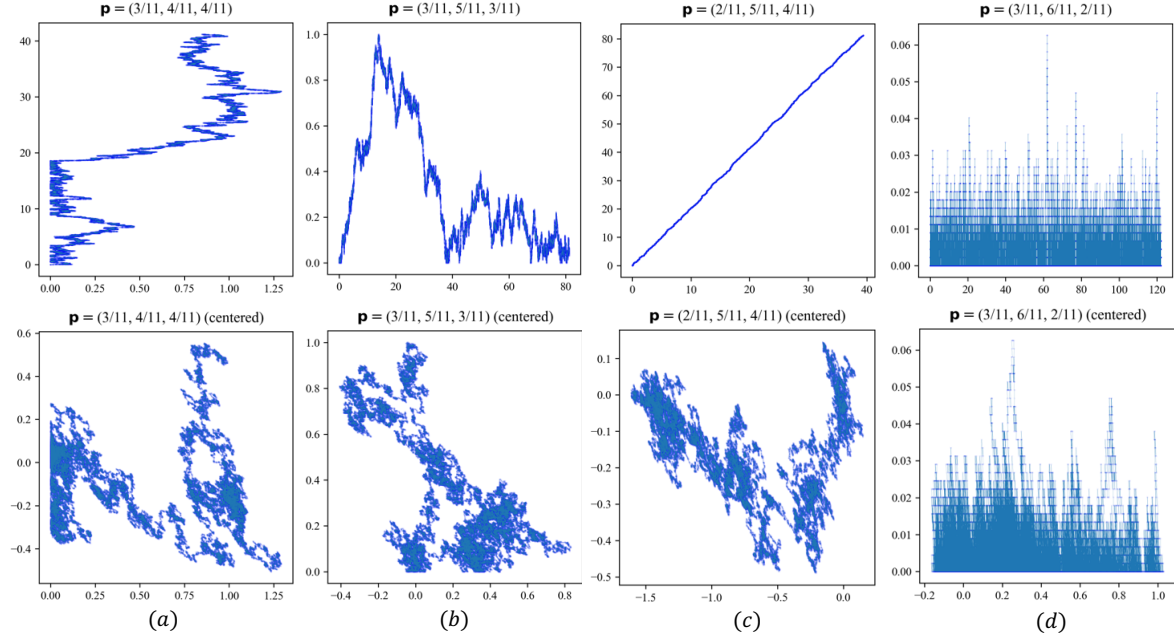 p = (3/11, 4/11, 4/11)
p = (3/11, 5/11, 3/11)
p = (2/11, 5/11, 4/11)
p = (3/11, 6/11, 2/11)
40
30
20
10
0
0.00 0.25 0.50 0.75 1.00 1.25
1.0
0.8
0.6
0.4
0.2
0.0
0 20 40 60 80
80
70
60
50
40
30
20
10
0
0 10 20 30 40
0.06
0.05
0.04
0.03
0.02
0.01
0.00
0 20 40 60 80 100 120
p = (3/11, 4/11, 4/11) (centered)
p = (3/11, 5/11, 3/11) (centered)
p = (2/11, 5/11, 4/11) (centered)
p = (3/11, 6/11, 2/11) (centered)
0.6
0.4
0.2
0.0
−0.2
−0.4
0.00 0.25 0.50 0.75 1.00 1.25
1.0
0.8
0.6
0.4
0.2
0.0
−0.4 −0.2 0.0 0.2 0.4 0.6 0.8
0.1
0.0
−0.1
−0.2
−0.3
−0.4
−0.5
−1.5 −1.0 −0.5 0.0
0.06
0.05
0.04
0.03
0.02
0.01
0.00
−0.2 0.0 0.2 0.4 0.6 0.8 1.0
(a)
(b)
(c)
(d)